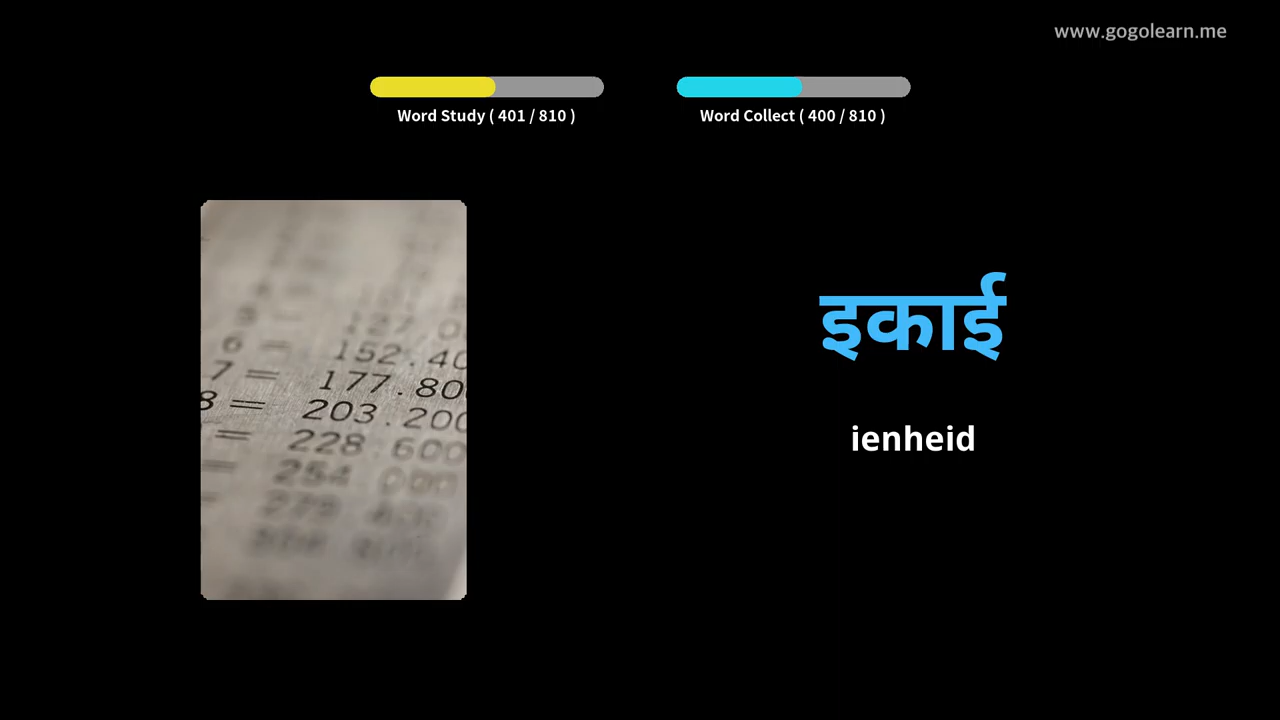 www.gogolearn.me
Word Study ( 401 / 810 )
Word Collect ( 400 / 810 )
इकाई
ienheid
6 = 152.40
7 = 177.80
8 = 203.200
= 228.600
254